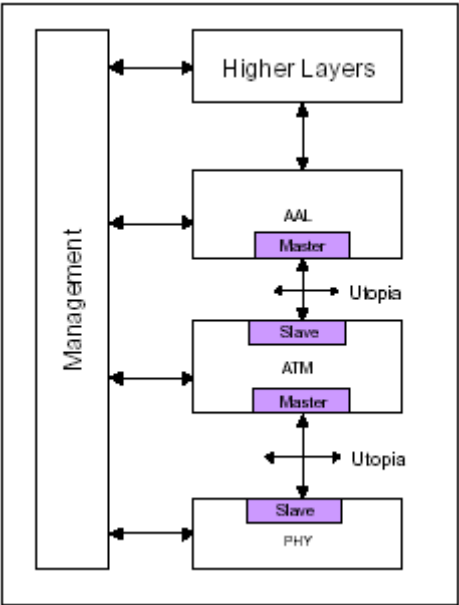 Higher Layers
AAL
Master
Utopia
Slave
ATM
Master
Utopia
Slave
PHY
Management